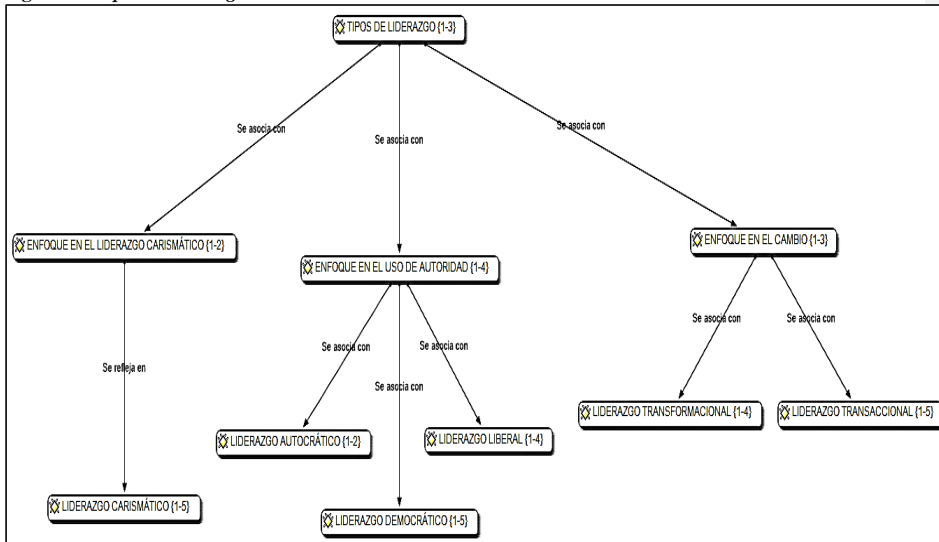 TIPOS DE LIDERAZGO {1-3}
Se asocia con
Se asocia con
Se asocia con
ENFOQUE EN EL LIDERAZGO CARISMÁTICO {1-2}
ENFOQUE EN EL USO DE AUTORIDAD {1-4}
ENFOQUE EN EL CAMBIO {1-3}
Se refleja en
Se asocia con
Se asocia con
Se asocia con
Se asocia con
Se asocia con
LIDERAZGO AUTOCRÁTICO {1-2}
LIDERAZGO LIBERAL {1-4}
LIDERAZGO TRANSFORMACIONAL {1-4}
LIDERAZGO TRANSACCIONAL {1-5}
LIDERAZGO CARISMÁTICO {1-5}
LIDERAZGO DEMOCRÁTICO {1-5}